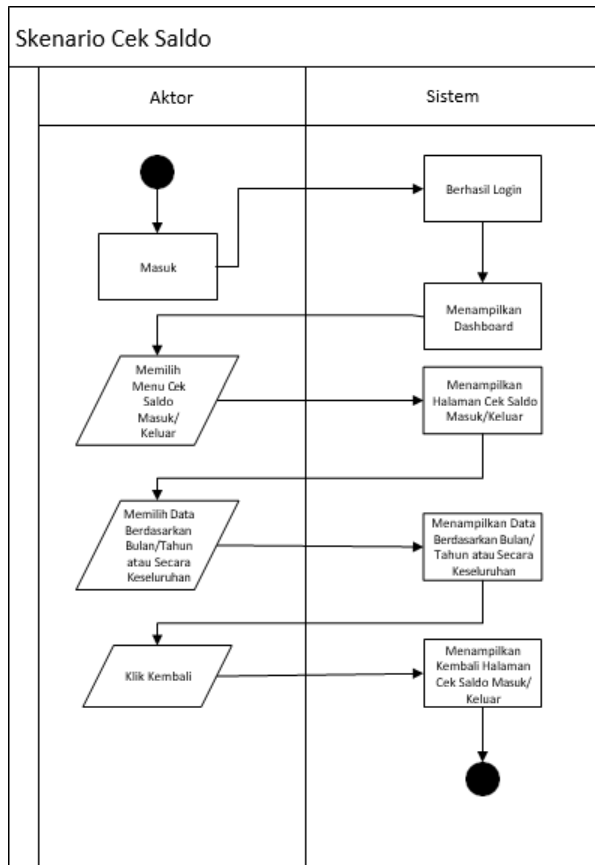 Skenario Cek Saldo
Aktor
Sistem
Berhasil Login
Masuk
Menampilkan
Dashboard
Memilih
Menu Cek
Saldo
Masuk/
Keluar
Menampilkan
Halaman Cek Saldo
Masuk/Keluar
Memilih Data
Berdasarkan
Bulan/Tahun
atau Secara
Keseluruhan
Menampilkan Data
Berdasarkan Bulan/
Tahun atau Secara
Keseluruhan
Klik Kembali
Menampilkan
Kembali Halaman
Cek Saldo Masuk/
Keluar